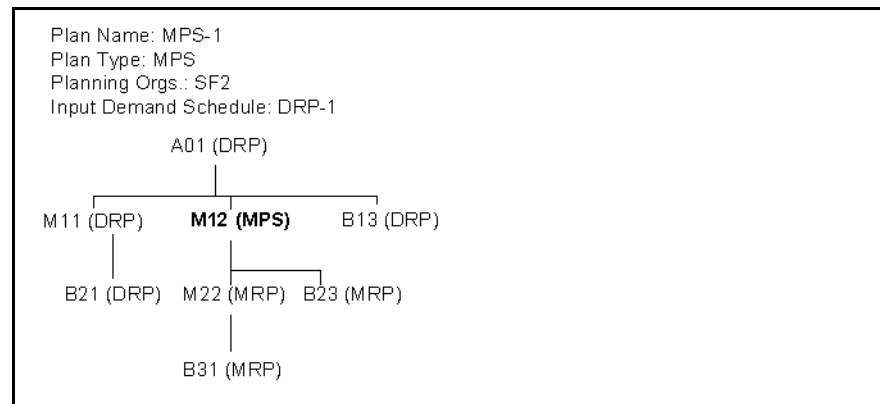 Plan Name: MPS-1
Plan Type: MPS
Planning Orgs.: SF2
Input Demand Schedule: DRP-1
A01 (DRP)
M11 (DRP) M12 (MPS) B13 (DRP)
B21 (DRP) M22 (MRP) B23 (MRP)
B31 (MRP)